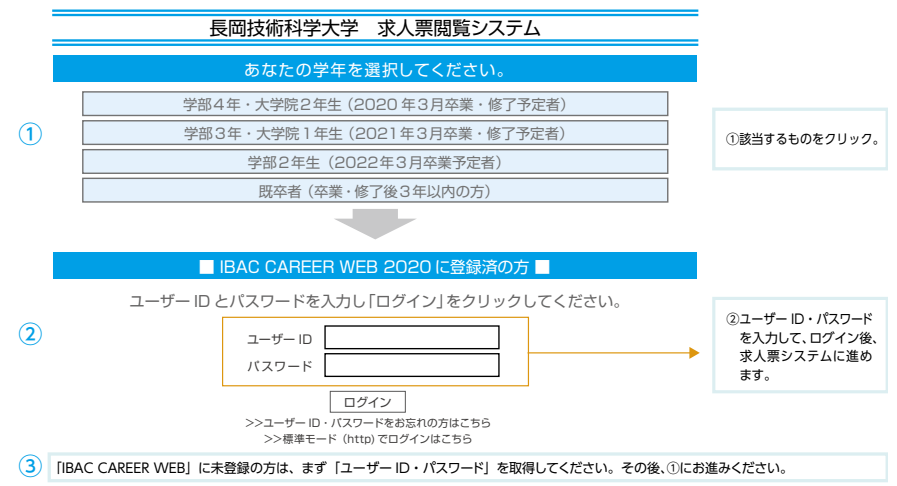 長岡技術科学大学　求人票閲覧システム
あなたの学年を選択してください。
①
学部4年・大学院2年生（2020年3月卒業・修了予定者）
学部3年・大学院1年生（2021年3月卒業・修了予定者）
学部2年生（2022年3月卒業予定者）
既卒者（卒業・修了後3年以内の方）
①該当するものをクリック。
■ IBAC CAREER WEB 2020に登録済の方 ■
ユーザーIDとパスワードを入力し「ログイン」をクリックしてください。
②
ユーザーID
パスワード
ログイン
>>ユーザーID・パスワードをお忘れの方はこちら
>>標準モード（http)でログインはこちら
②ユーザーID・パスワード
を入力して、ログイン後、
求人票システムに進め
ます。
③
「IBAC CAREER WEB」に未登録の方は、まず「ユーザーID・パスワード」を取得してください。その後、①にお進みください。